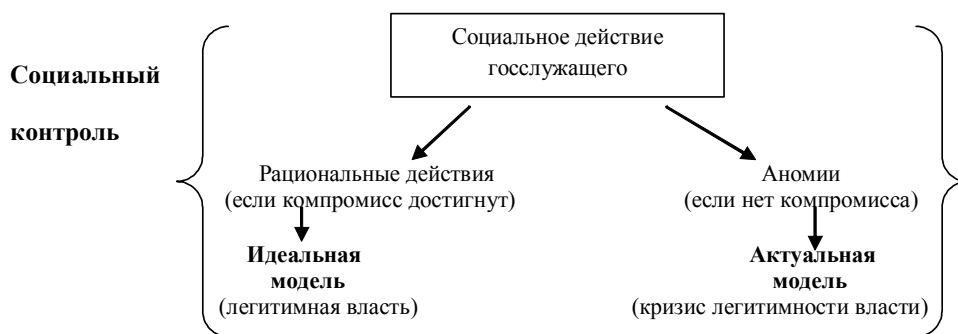 Социальное действие
госслужащего
Социальный
контроль
Рациональные действия
(если компромисс достигнут)
Аномии
(если нет компромисса)
Идеальная
модель
(легитимная власть)
Актуальная
модель
(кризис легитимности власти)